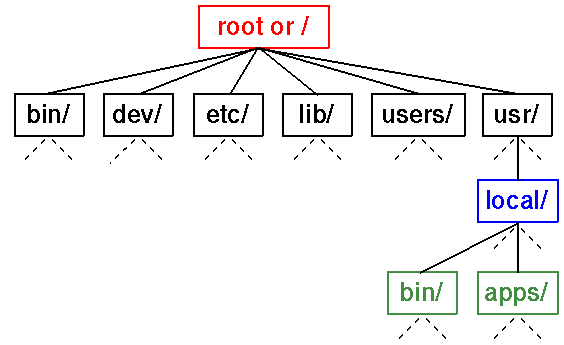 root or /
bin/ dev/ etc/ lib/ users/ usr/
local/
bin/ apps/